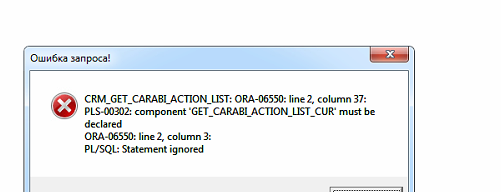 Ошибка запроса!
CRM_GET_CARABI_ACTION_LIST: ORA-06550: line 2, column 37:
PLS-00302: component 'GET_CARABI_ACTION_LIST_CUR' must be
declared
ORA-06550: line 2, column 3:
PL/SQL: Statement ignored